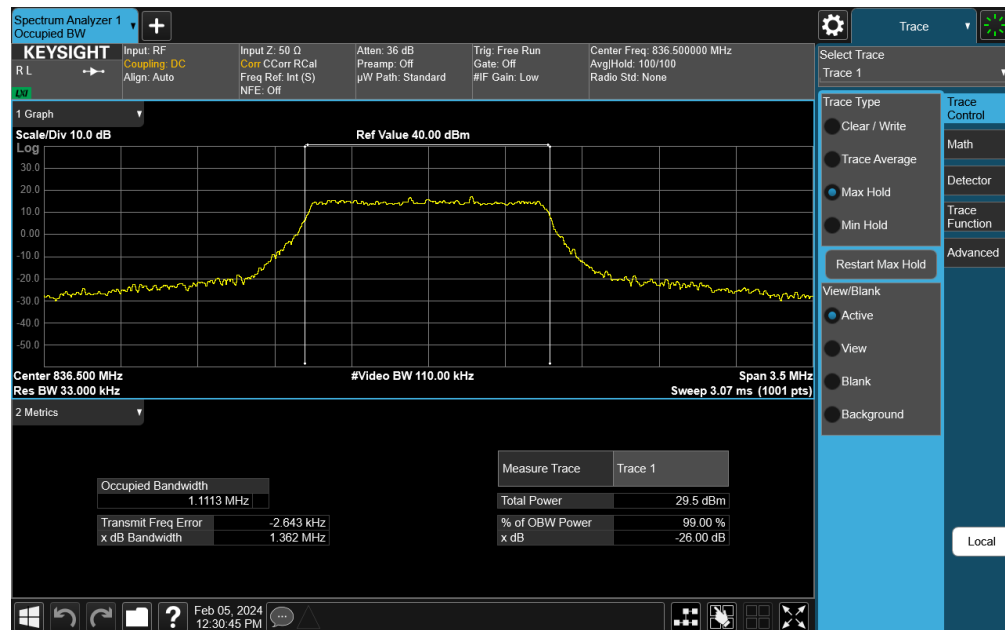 Spectrum Analyzer 1
Occupied BW
Trace
KEYSIGHT
R L
LXI
Input: RF
Coupling: DC
Align: Auto
Input Z: 50 Ω
Corr CCorr RCal
Freq Ref: Int (S)
NFE: Off
Atten: 36 dB
Preamp: Off
µW Path: Standard
Trig: Free Run
Gate: Off
#IF Gain: Low
Center Freq: 836.500000 MHz
Avg|Hold: 100/100
Radio Std: None
Select Trace
Trace 1
1 Graph
Scale/Div 10.0 dB
Ref Value 40.00 dBm
Log
30.0
20.0
10.0
0.00
-10.0
-20.0
-30.0
-40.0
-50.0
Center 836.500 MHz
#Video BW 110.00 kHz
Span 3.5 MHz
Res BW 33.000 kHz
Sweep 3.07 ms (1001 pts)
Trace Type
Clear / Write
Trace Average
Max Hold
Min Hold
Restart Max Hold
View/Blank
Active
View
Blank
Background
Trace
Control
Math
Detector
Trace
Function
Advanced
2 Metrics
Occupied Bandwidth
1.1113 MHz
Transmit Freq Error -2.643 kHz
x dB Bandwidth 1.362 MHz
Measure Trace Trace 1
Total Power 29.5 dBm
% of OBW Power 99.00 %
x dB -26.00 dB
Local
?
Feb 05, 2024
12:30:45 PM